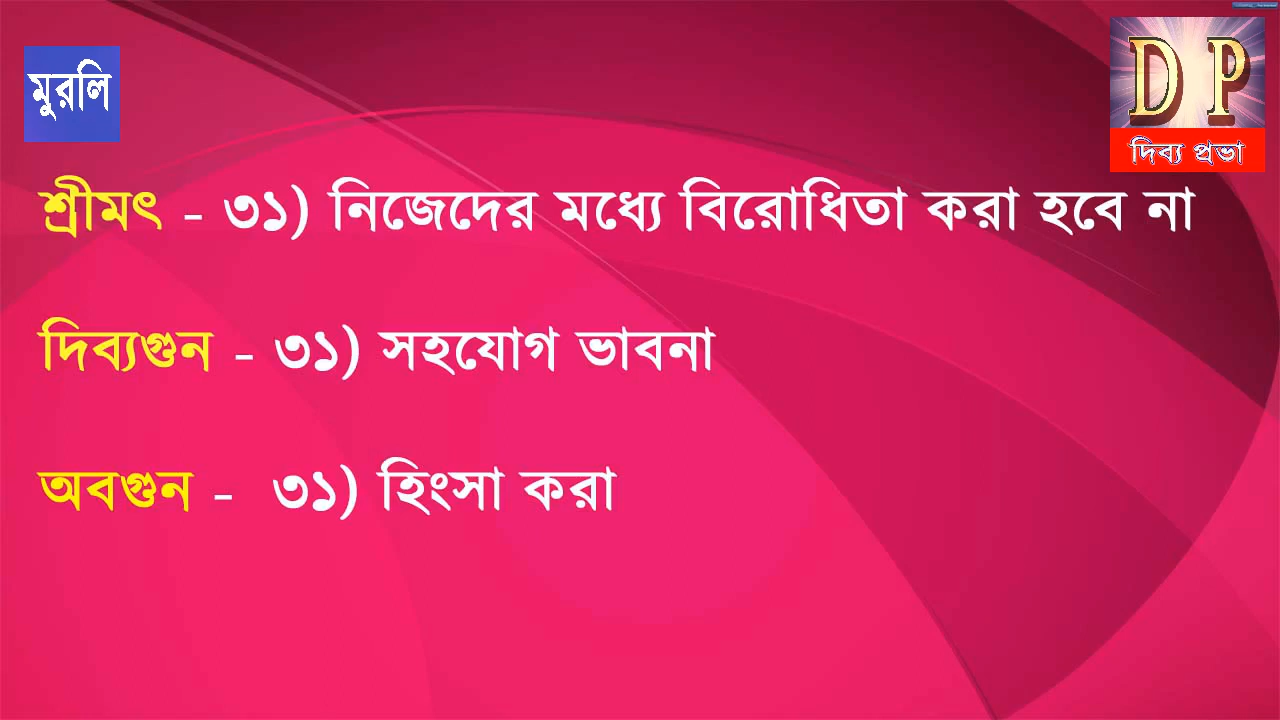 মুরলি
D P
দিব্য প্রভা
শ্রীমৎ - ৩১) নিজেদের মধ্যে বিরোধিতা করা হবে না
দিব্যগুন - ৩১) সহযোগ ভাবনা
অবগুন - ৩১) হিংসা করা